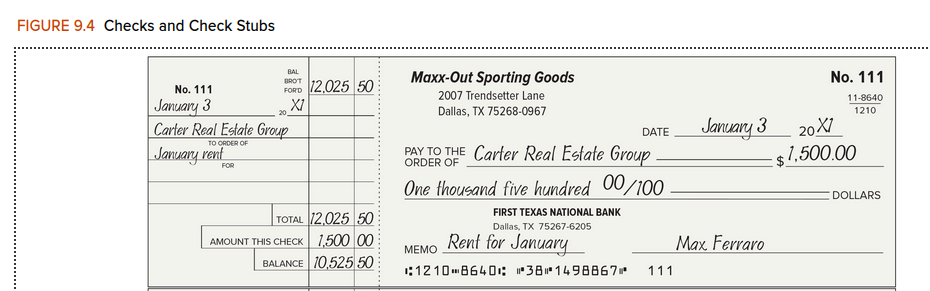 FIGURE 9.4 Checks and Check Stubs
No. 111
BAL
BRO'T
FOR'D
12,025 50
January 3 20 X1
Carter Real Estate Group
TO ORDER OF
January rent
FOR
TOTAL 12,025 50
AMOUNT THIS CHECK 1,500 00
BALANCE 10,525 50
Maxx-Out Sporting Goods
2007 Trendsetter Lane
Dallas, TX 75268-0967
No. 111
11-8640
1210
DATE January 3 20 X1
PAY TO THE
ORDER OF Carter Real Estate Group $ 1,500.00
One thousand five hundred 00/100 DOLLARS
FIRST TEXAS NATIONAL BANK
Dallas, TX 75267-6205
MEMO Rent for January Max Ferraro
⑆1210⑉8640⑆ ⑈38⑈1498867⑈ 111